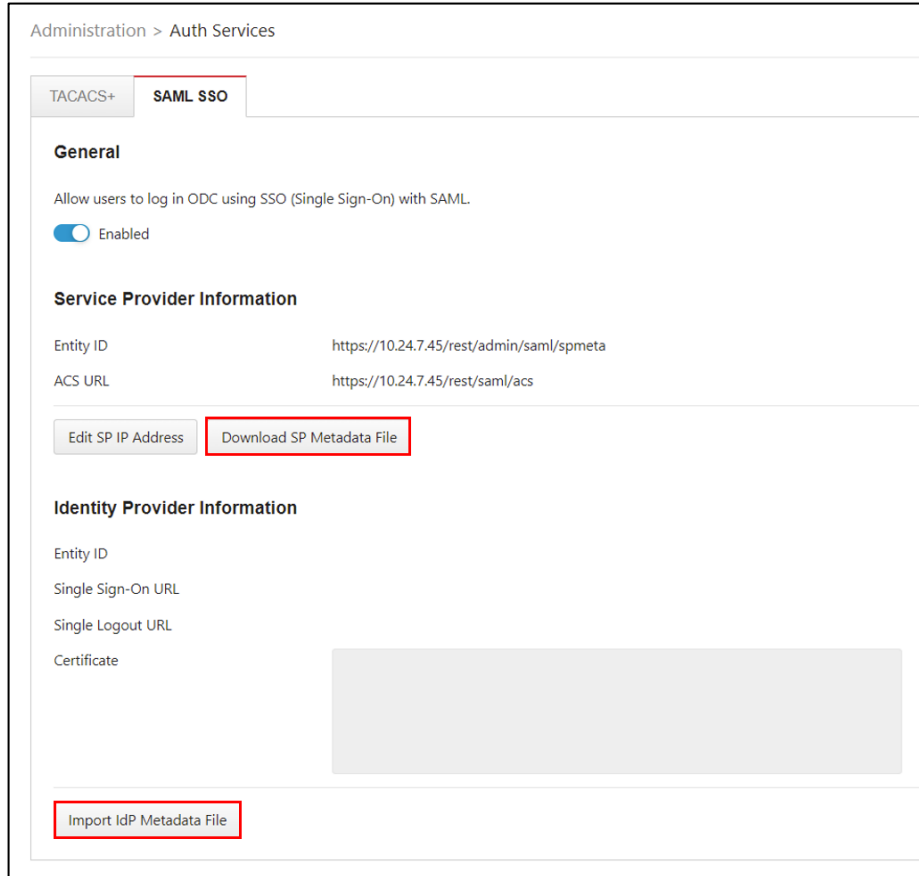 Administration > Auth Services
TACACS+ SAML SSO
General
Allow users to log in ODC using SSO (Single Sign-On) with SAML.
Enabled
Service Provider Information
Entity ID https://10.24.7.45/rest/admin/saml/spmeta
ACS URL https://10.24.7.45/rest/saml/acs
Edit SP IP Address Download SP Metadata File
Identity Provider Information
Entity ID
Single Sign-On URL
Single Logout URL
Certificate
Import IdP Metadata File